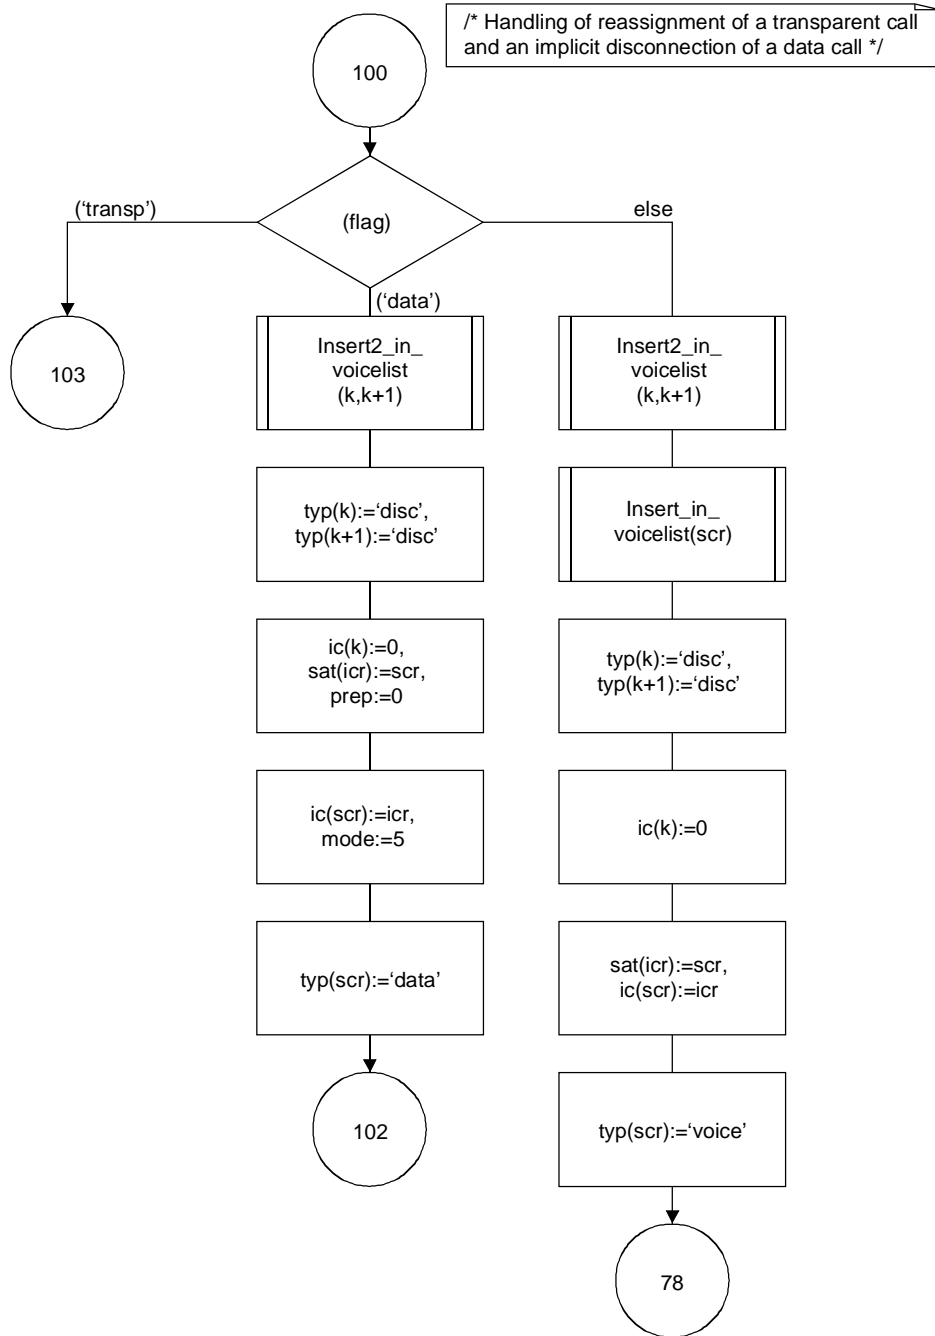 /* Handling of reassignment of a transparent call
and an implicit disconnection of a data call */
100
(‘transp’)
(flag)
else
(‘data’)
103
Insert2_in_
voicelist
(k,k+1)
Insert2_in_
voicelist
(k,k+1)
typ(k):=‘disc’,
typ(k+1):=‘disc’
Insert_in_
voicelist(scr)
ic(k):=0,
sat(icr):=scr,
prep:=0
typ(k):=‘disc’,
typ(k+1):=‘disc’
ic(scr):=icr,
mode:=5
ic(k):=0
typ(scr):=‘data’
sat(icr):=scr,
ic(scr):=icr
102
typ(scr):=‘voice’
78